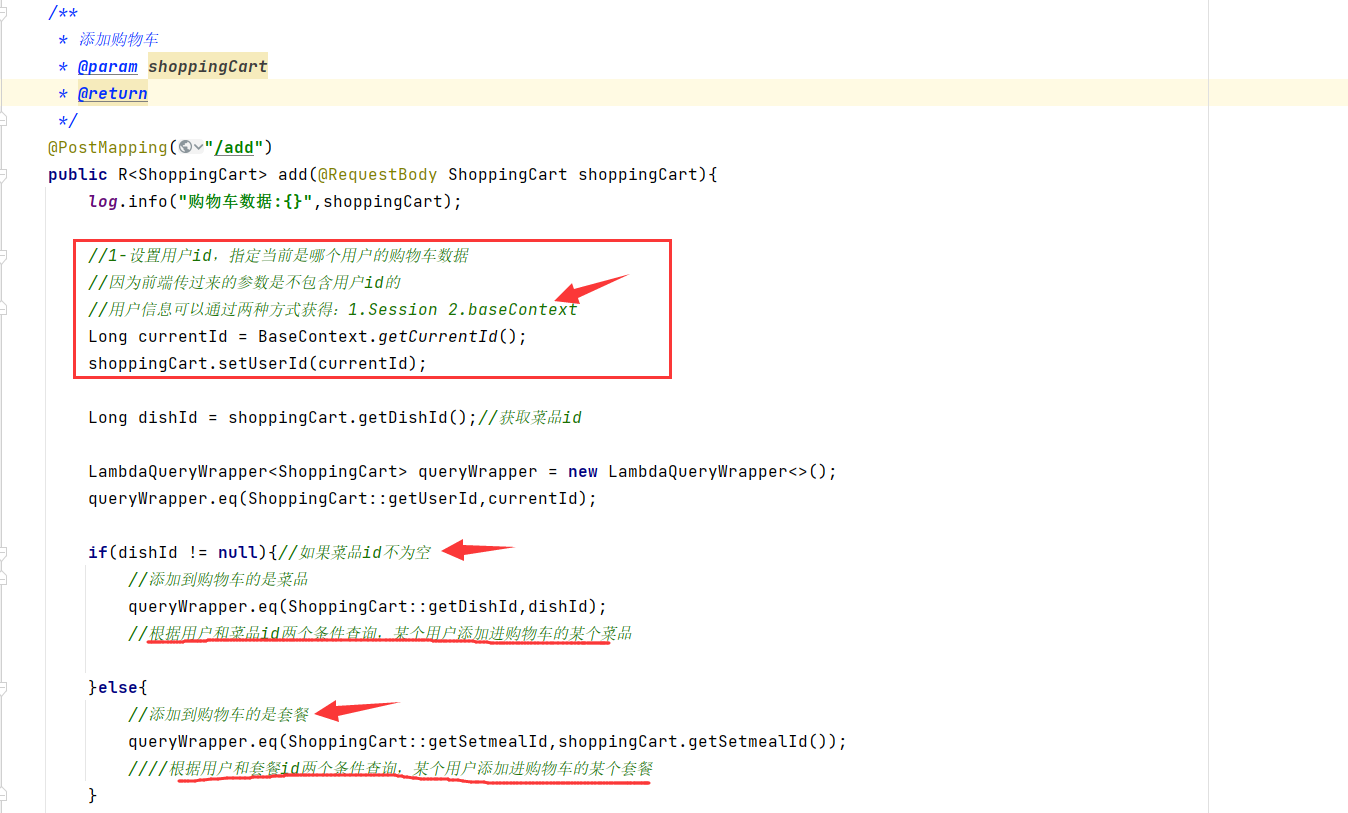 /**
* 添加购物车
* @param shoppingCart
* @return
*/
@PostMapping("/add")
public R<ShoppingCart> add(@RequestBody ShoppingCart shoppingCart){
log.info("购物车数据:{}",shoppingCart);
//1-设置用户id，指定当前是哪个用户的购物车数据
//因为前端传过来的参数是不包含用户id的
//用户信息可以通过两种方式获得：1.Session 2.baseContext
Long currentId = BaseContext.getCurrentId();
shoppingCart.setUserId(currentId);
Long dishId = shoppingCart.getDishId();//获取菜品id
LambdaQueryWrapper<ShoppingCart> queryWrapper = new LambdaQueryWrapper<>();
queryWrapper.eq(ShoppingCart::getUserId,currentId);
if(dishId != null){//如果菜品id不为空
//添加到购物车的是菜品
queryWrapper.eq(ShoppingCart::getDishId,dishId);
//根据用户和菜品id两个条件查询，某个用户添加进购物车的某个菜品
}else{
//添加到购物车的是套餐
queryWrapper.eq(ShoppingCart::getSetmealId,shoppingCart.getSetmealId());
////根据用户和套餐id两个条件查询，某个用户添加进购物车的某个套餐
}